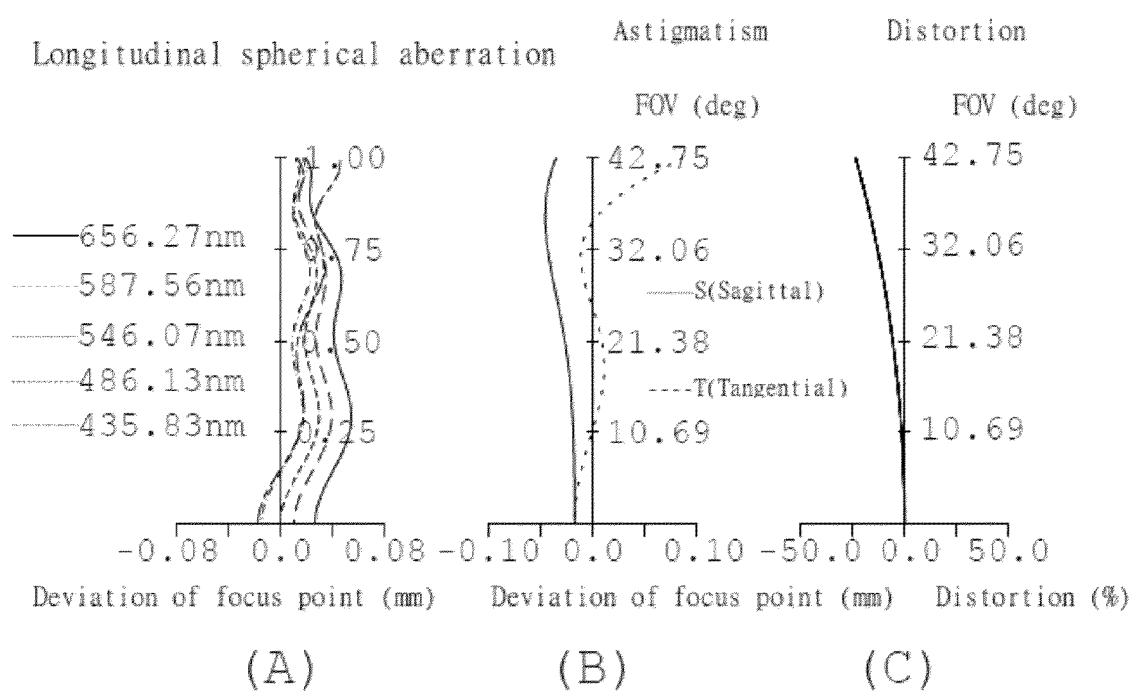 Longitudinal spherical aberration
Astigmatism
Distortion
FOV (deg)
FOV (deg)
1.00
0.75
0.50
0.25
656.27nm
587.56nm
546.07nm
486.13nm
435.83nm
-0.08 0.0 0.08
Deviation of focus point (mm)
(A)
42.75
32.06
S(Sagittal)
21.38
T(Tangential)
10.69
-0.10 0.0 0.10
Deviation of focus point (mm)
(B)
42.75
32.06
21.38
10.69
-50.0 0.0 50.0
Distortion (%)
(C)